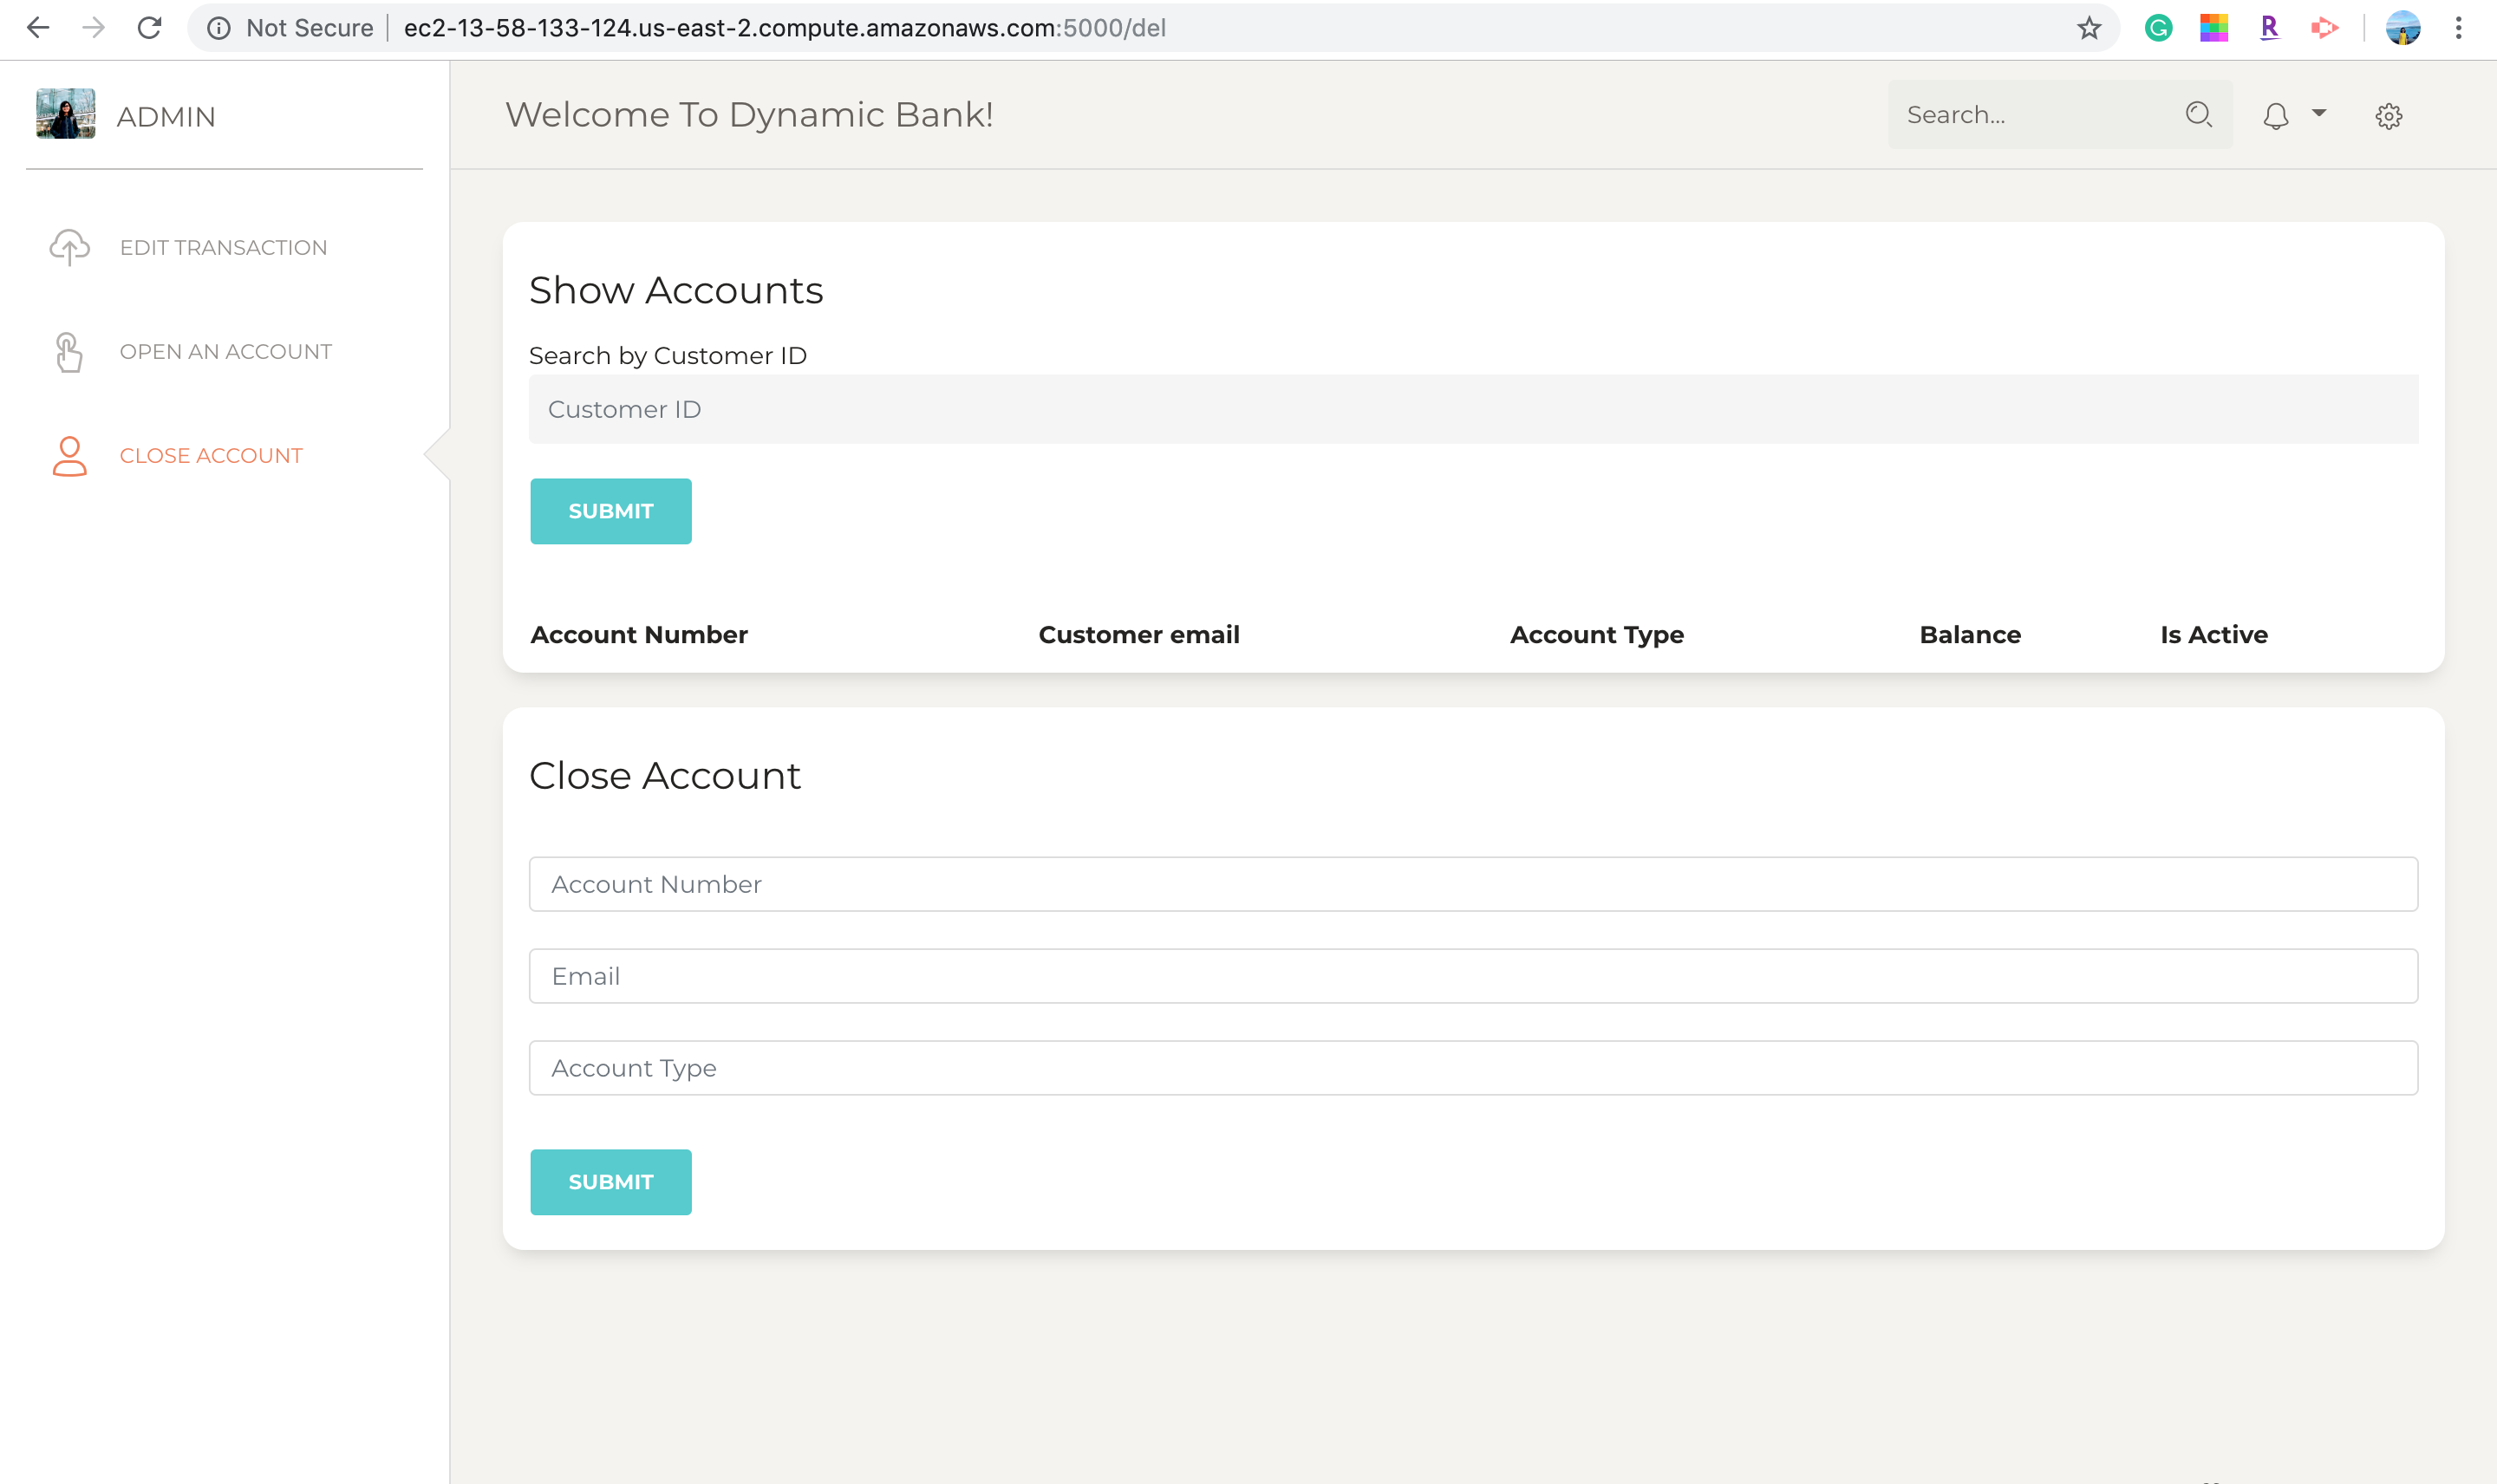 Not Secure ec2-13-58-133-124.us-east-2.compute.amazonaws.com:5000/del
ADMIN
EDIT TRANSACTION
OPEN AN ACCOUNT
CLOSE ACCOUNT
Welcome To Dynamic Bank!
Search...
Show Accounts
Search by Customer ID
Customer ID
SUBMIT
Account Number Customer email Account Type Balance Is Active
Close Account
Account Number
Email
Account Type
SUBMIT